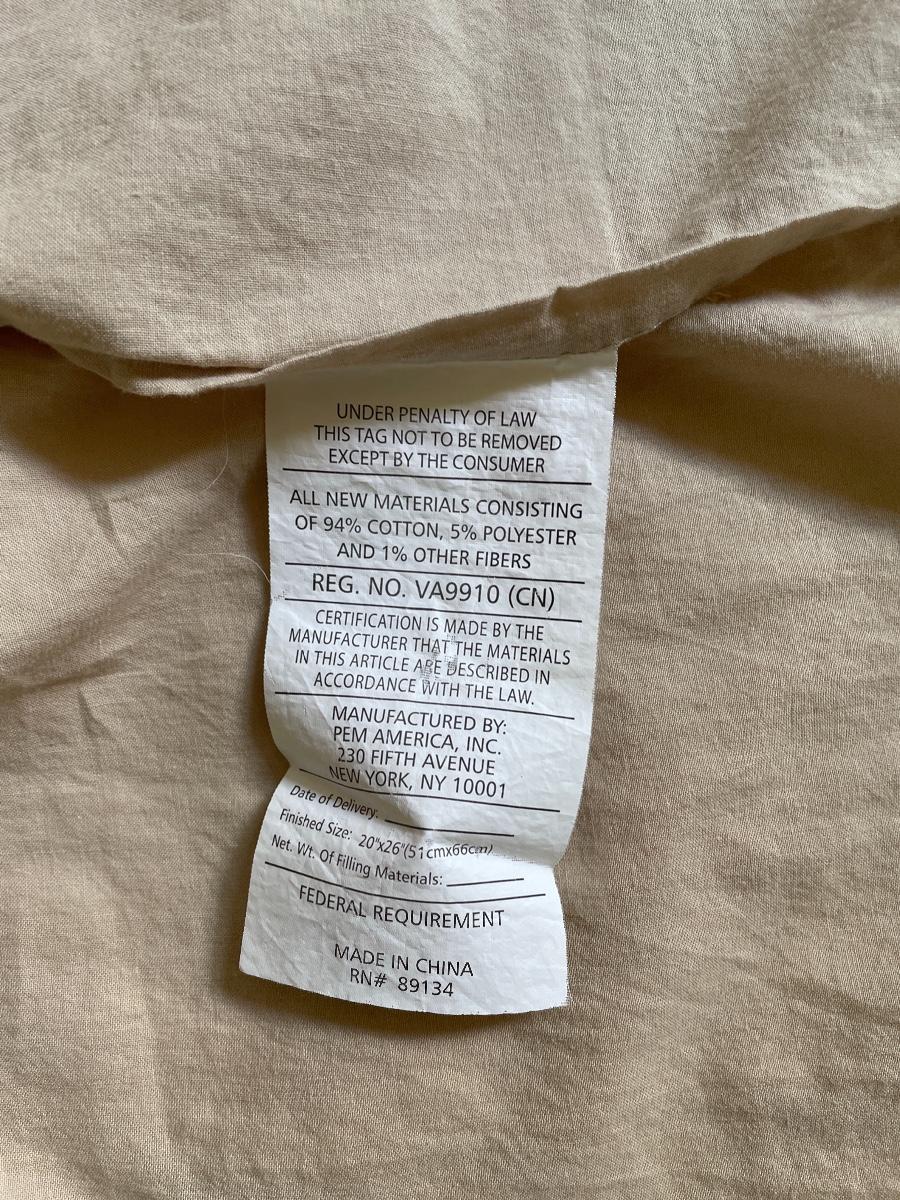 UNDER PENALTY OF LAW
THIS TAG NOT TO BE REMOVED
EXCEPT BY THE CONSUMER
ALL NEW MATERIALS CONSISTING
OF 94% COTTON, 5% POLYESTER
AND 1% OTHER FIBERS
REG. NO. VA9910 (CN)
CERTIFICATION IS MADE BY THE
MANUFACTURER THAT THE MATERIALS
IN THIS ARTICLE ARE DESCRIBED IN
ACCORDANCE WITH THE LAW.
MANUFACTURED BY:
PEM AMERICA, INC.
230 FIFTH AVENUE
NEW YORK, NY 10001
Date of Delivery:
Finished Size: 20"x26"(51cmx66cm)
Net. Wt. Of Filling Materials:
FEDERAL REQUIREMENT
MADE IN CHINA
RN# 89134